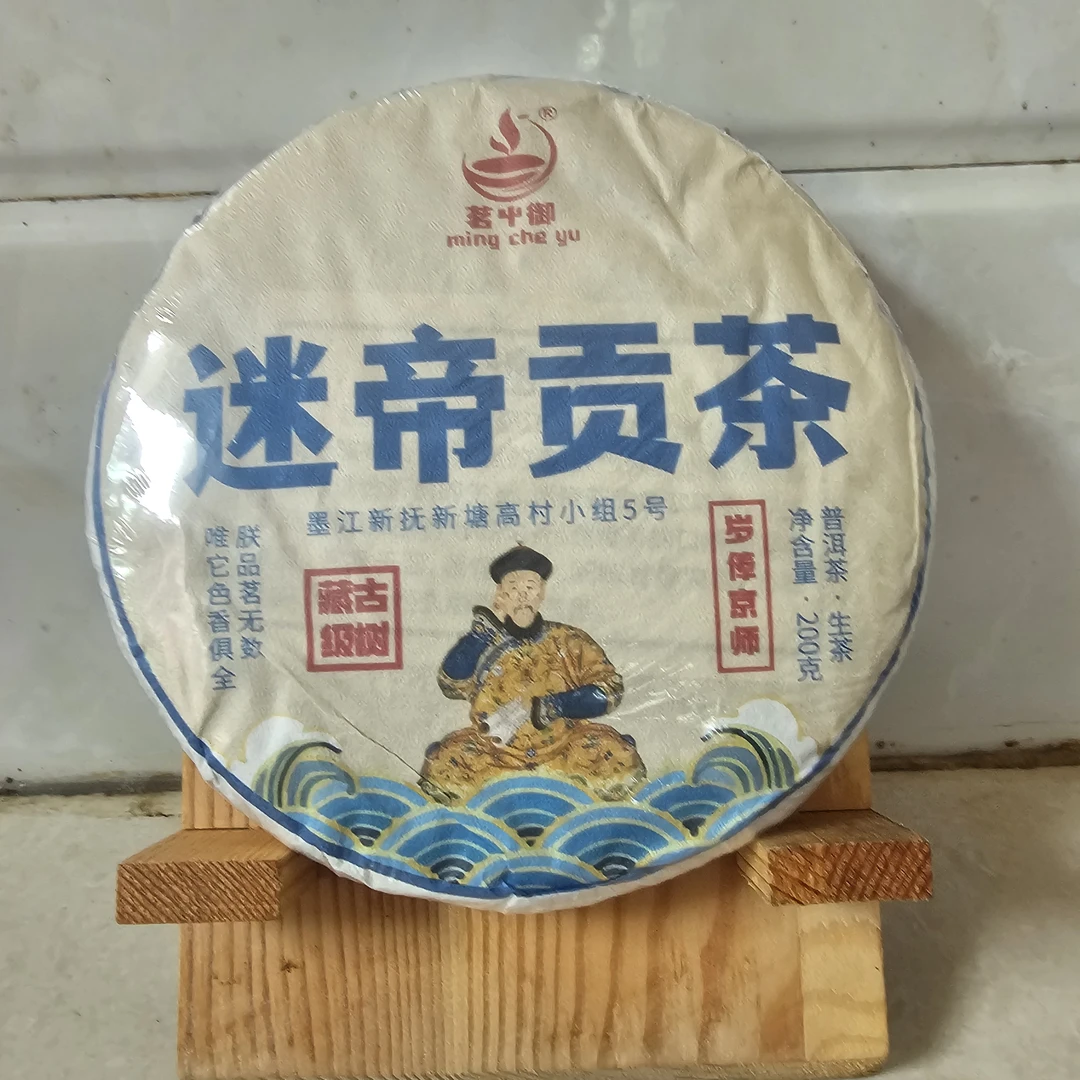 ®
茗屮御
ming che yu
迷帝贡茶
墨江新抚新塘高村小组5号
普洱茶·生茶
净含量·200克
岁俸京师
古树
藏级
朕品茗无数
唯它色香俱全